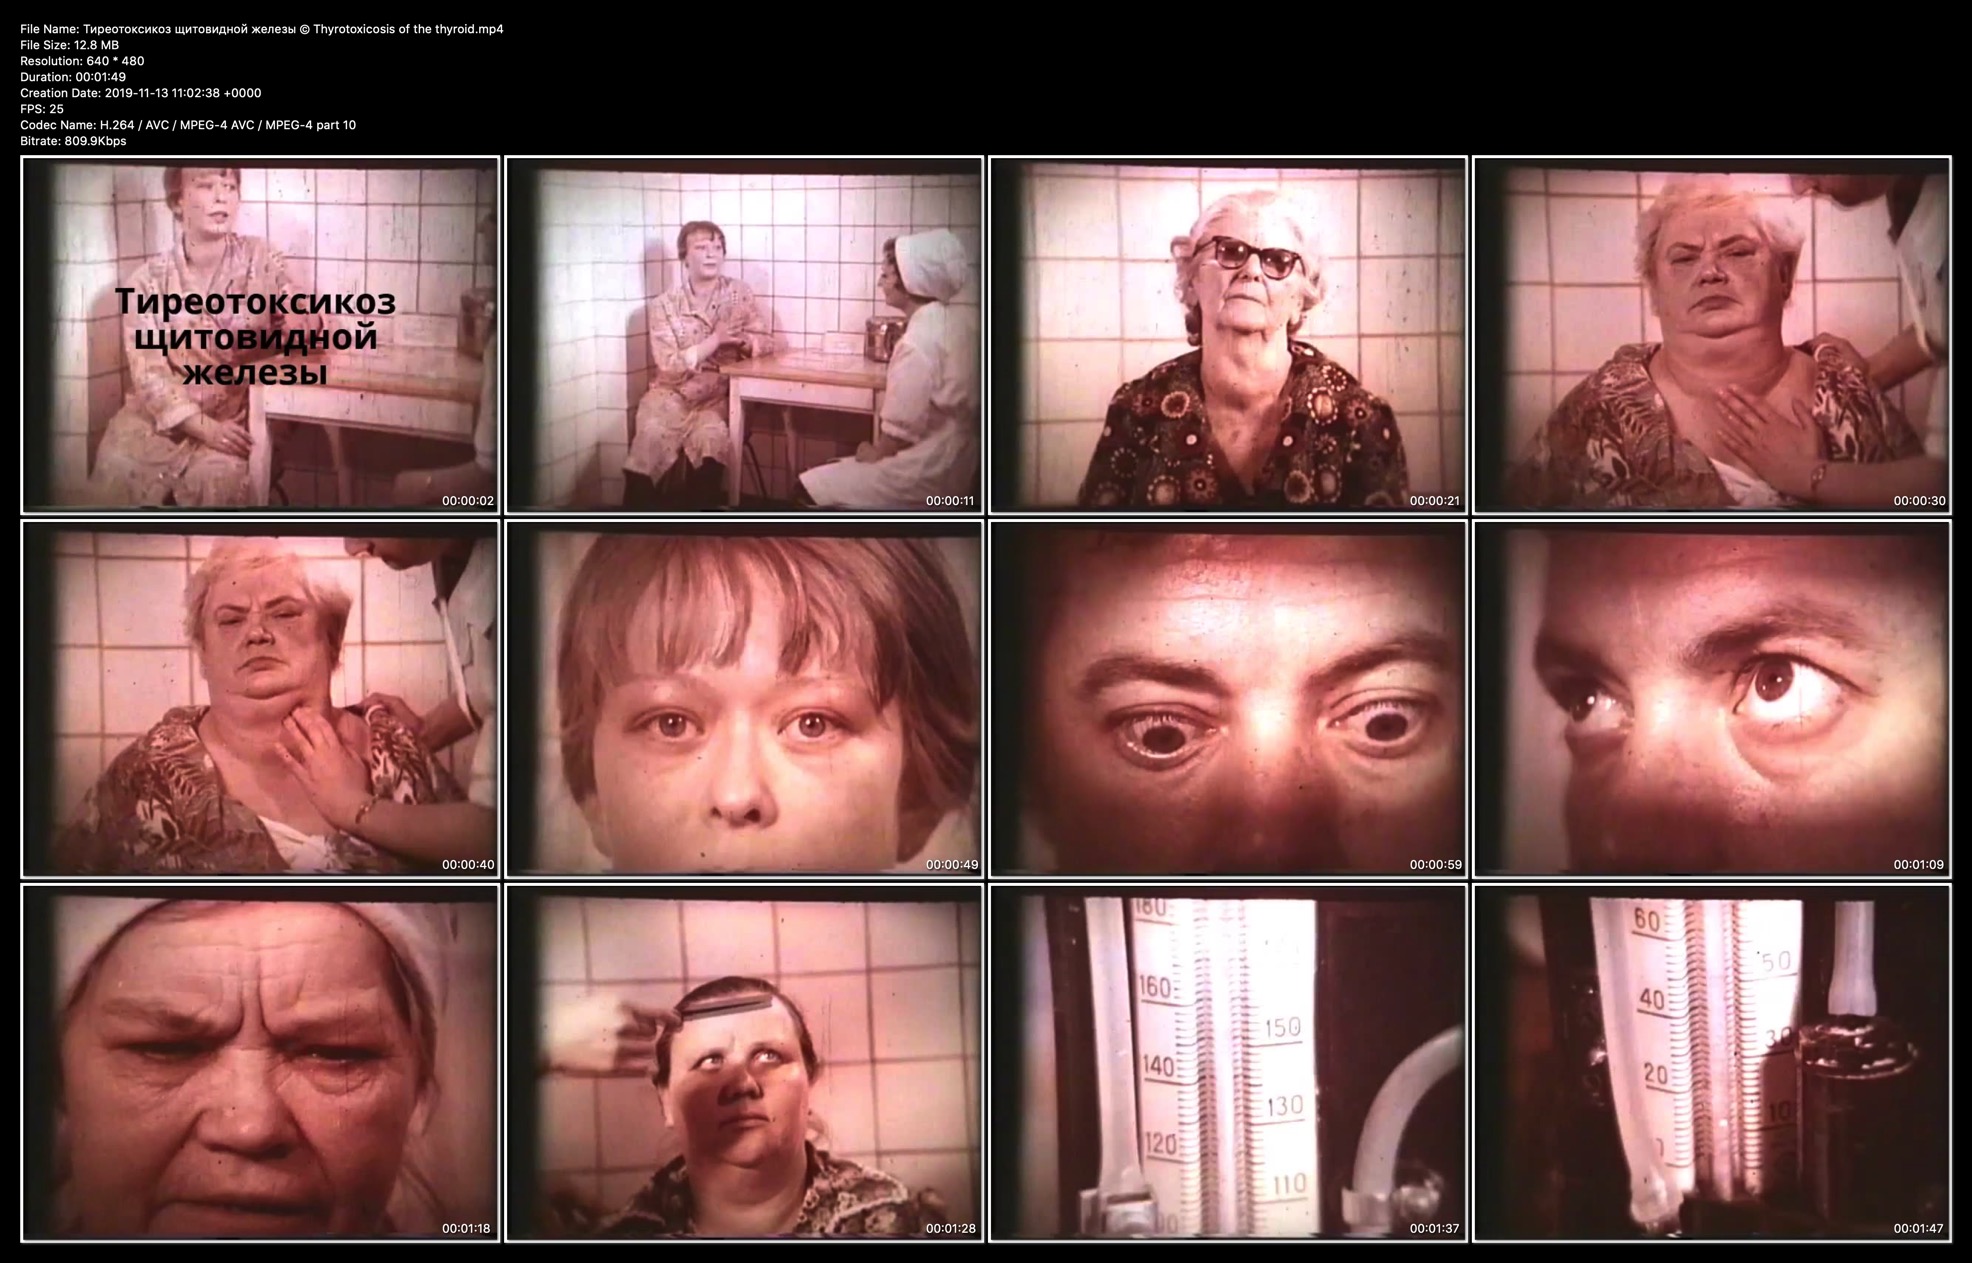 File Name: Тиреотоксикоз щитовидной железы © Thyrotoxicosis of the thyroid.mp4
File Size: 12.8 MB
Resolution: 640 * 480
Duration: 00:01:49
Creation Date: 2019-11-13 11:02:38 +0000
FPS: 25
Codec Name: H.264 / AVC / MPEG-4 AVC / MPEG-4 part 10
Bitrate: 809.9Kbps
Тиреотоксикоз
щитовидной
железы
00:00:02
00:00:11
00:00:21
00:00:30
00:00:40
00:00:49
00:00:59
00:01:09
00:01:18
00:01:28
180
160
150
140
130
120
110
00:01:37
60
50
40
30
20
10
00:01:47